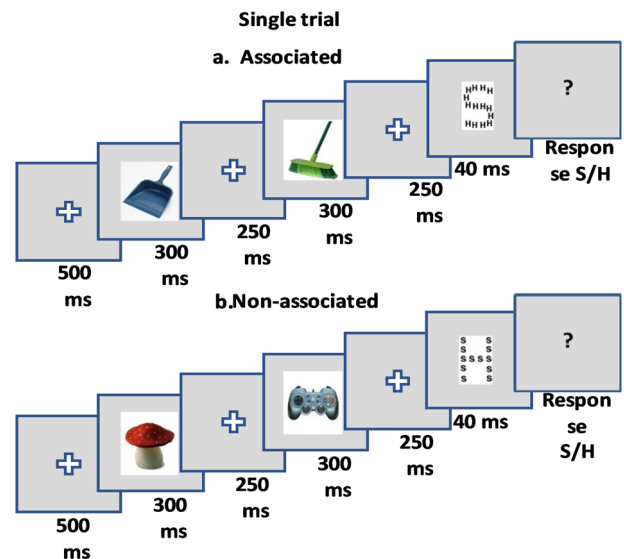 Single trial
a. Associated
H H H H
H
H
H H H H
H
H
H H H H
?
Respon
se S/H
40 ms
250
ms
300
ms
250
ms
300
ms
500
ms
b.Non-associated
S S
S S
S S S S
S S
S S
?
Respon
se
S/H
40 ms
250
ms
300
ms
250
ms
300
ms
500
ms